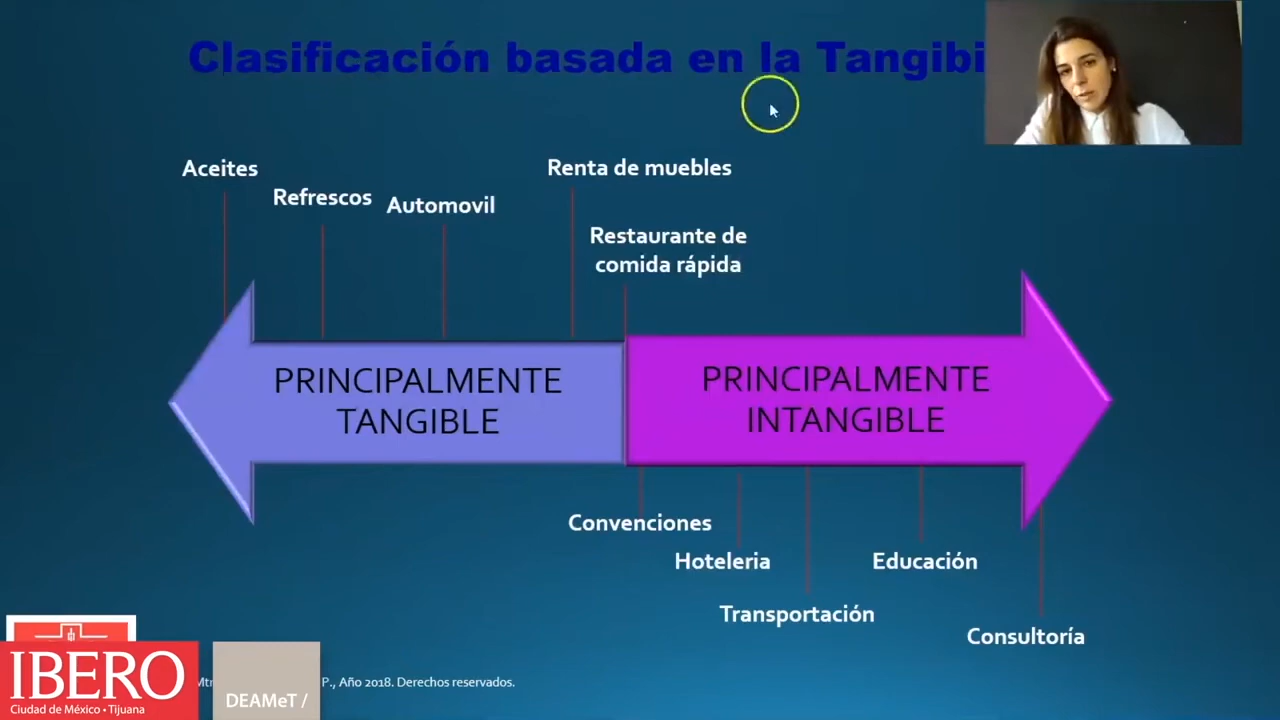 Clasificación basada en la Tangibi
Aceites
Refrescos
Automovil
Renta de muebles
Restaurante de
comida rápida
PRINCIPALMENTE
TANGIBLE
PRINCIPALMENTE
INTANGIBLE
Convenciones
Hoteleria
Transportación
Educación
Consultoría
IBERO
Ciudad de México • Tijuana
DEAMeT /
Mtr
P., Año 2018. Derechos reservados.